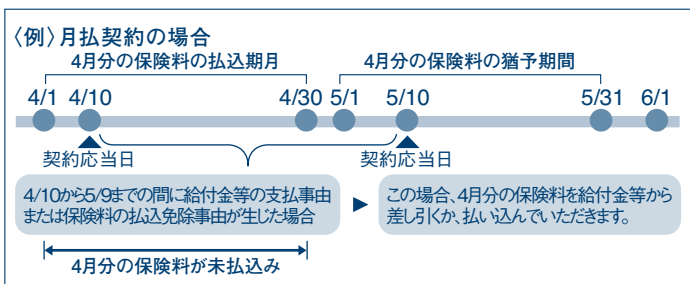 〈例〉月払契約の場合
4月分の保険料の払込期月
4月分の保険料の猶予期間
4/1 4/10 4/30 5/1 5/10 5/31 6/1
契約応当日 契約応当日
4/10から5/9までの間に給付金等の支払事由
または保険料の払込免除事由が生じた場合
この場合、4月分の保険料を給付金等から
差し引くか、払い込んでいただきます。
4月分の保険料が未払込み